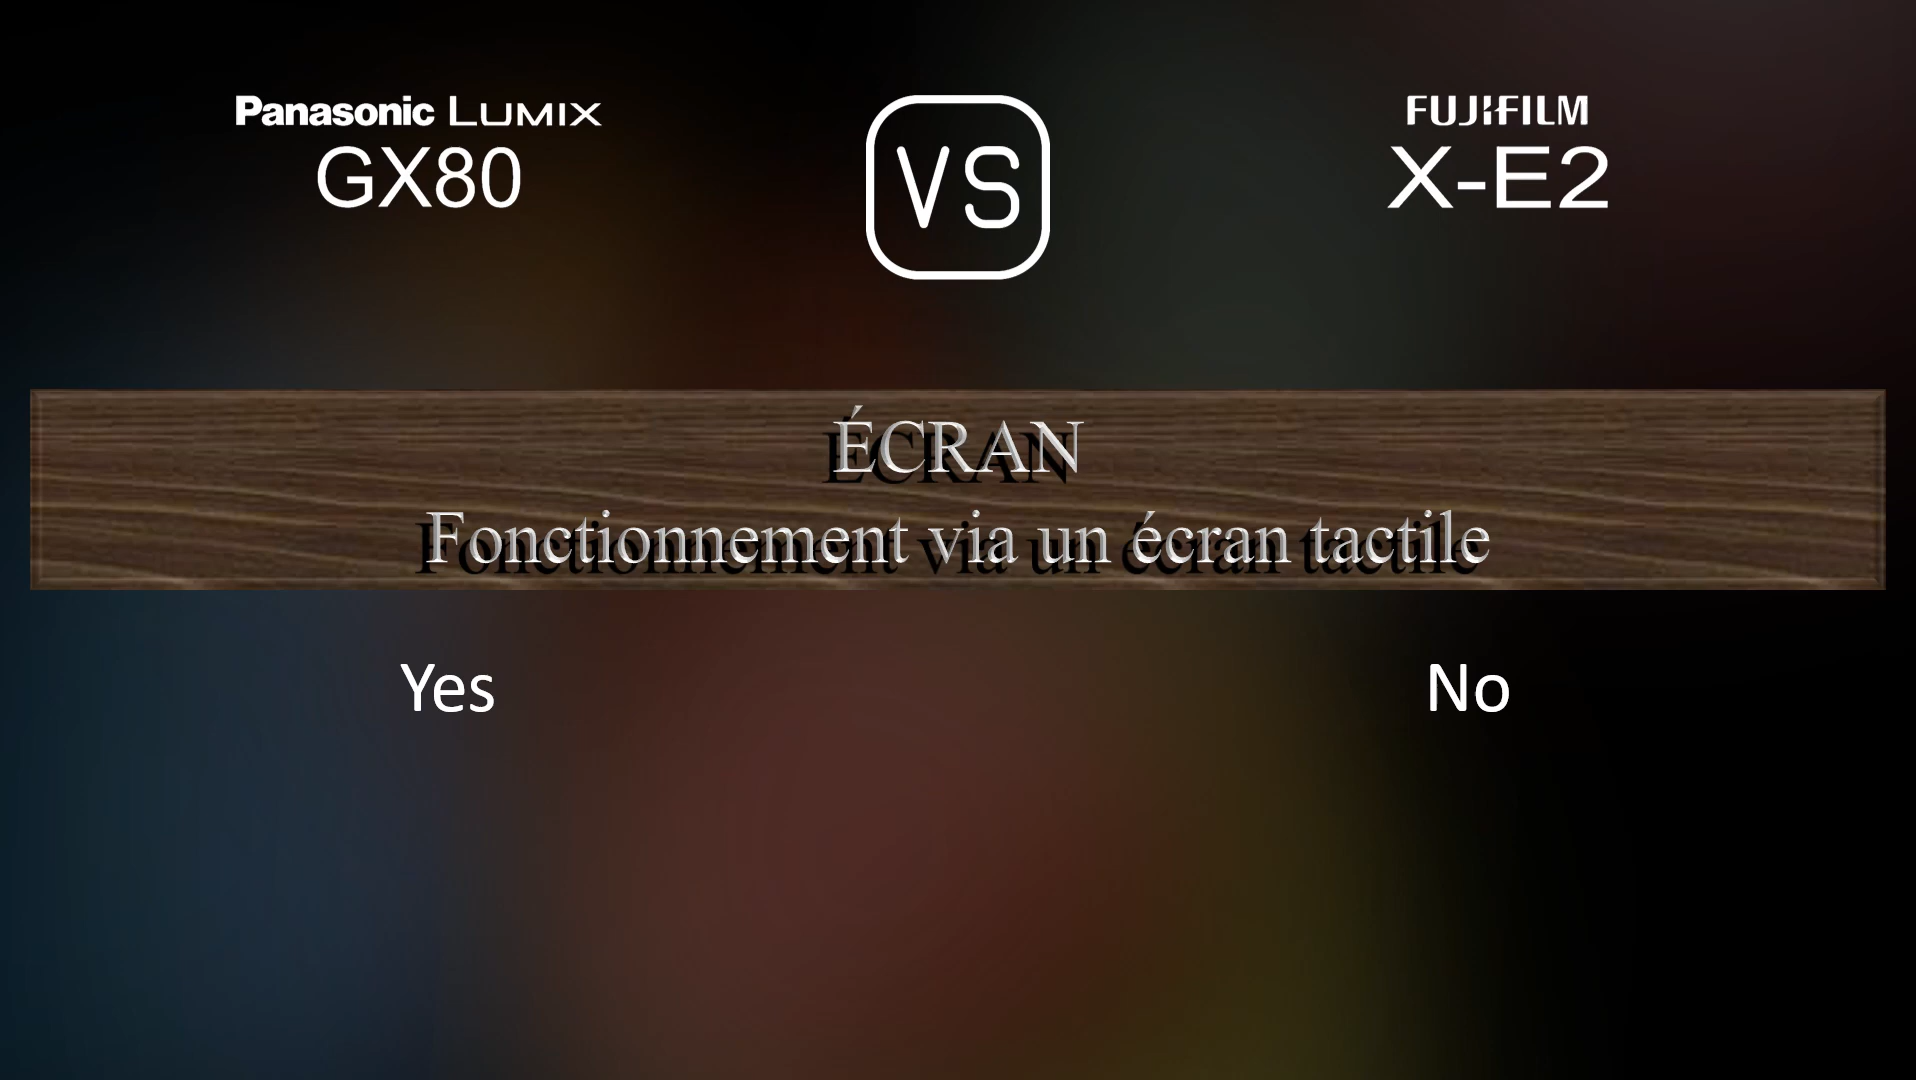 Panasonic LUMIX
GX80
VS
FUJIFILM
X-E2
ÉCRAN
Fonctionnement via un écran tactile
Yes
No